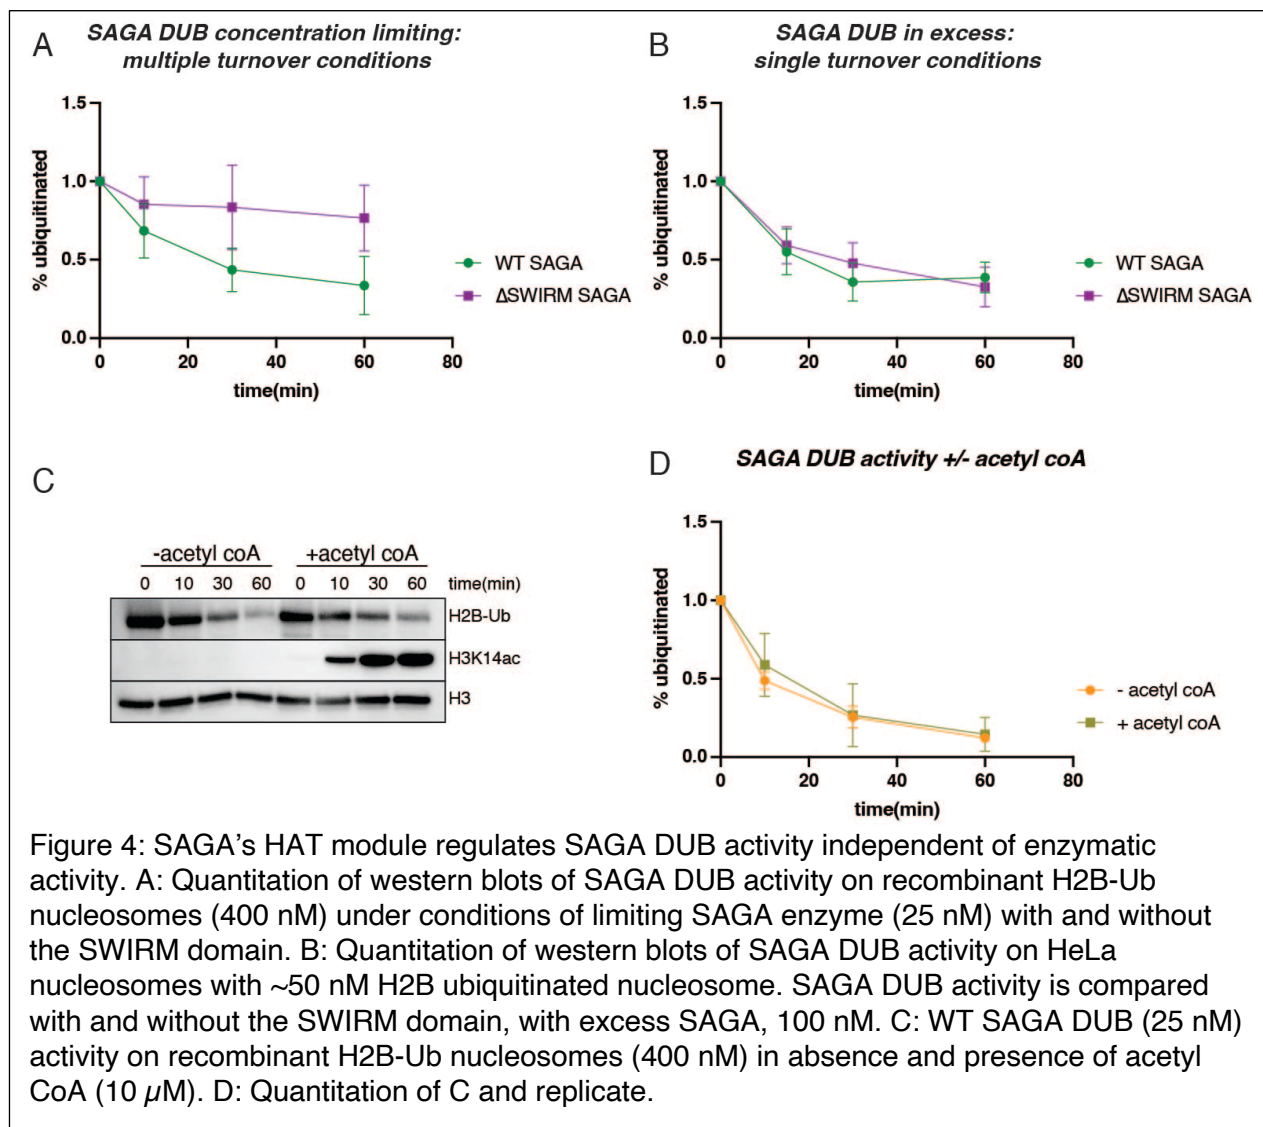 A
SAGA DUB concentration limiting:
multiple turnover conditions
1.5
1.0
0.5
0.0
% ubiquitinated
0 20 40 60 80
time(min)
WT SAGA
ΔSWIRM SAGA
B
SAGA DUB in excess:
single turnover conditions
1.5
1.0
0.5
0.0
% ubiquitinated
0 20 40 60 80
time(min)
WT SAGA
ΔSWIRM SAGA
C
-acetyl coA +acetyl coA
0 10 30 60 0 10 30 60 time(min)
H2B-Ub
H3K14ac
H3
D
SAGA DUB activity +/- acetyl coA
1.5
1.0
0.5
0.0
% ubiquitinated
0 20 40 60 80
time(min)
- acetyl coA
+ acetyl coA
Figure 4: SAGA's HAT module regulates SAGA DUB activity independent of enzymatic
activity. A: Quantitation of western blots of SAGA DUB activity on recombinant H2B-Ub
nucleosomes (400 nM) under conditions of limiting SAGA enzyme (25 nM) with and without
the SWIRM domain. B: Quantitation of western blots of SAGA DUB activity on HeLa
nucleosomes with ~50 nM H2B ubiquitinated nucleosome. SAGA DUB activity is compared
with and without the SWIRM domain, with excess SAGA, 100 nM. C: WT SAGA DUB (25 nM)
activity on recombinant H2B-Ub nucleosomes (400 nM) in absence and presence of acetyl
CoA (10 µM). D: Quantitation of C and replicate.